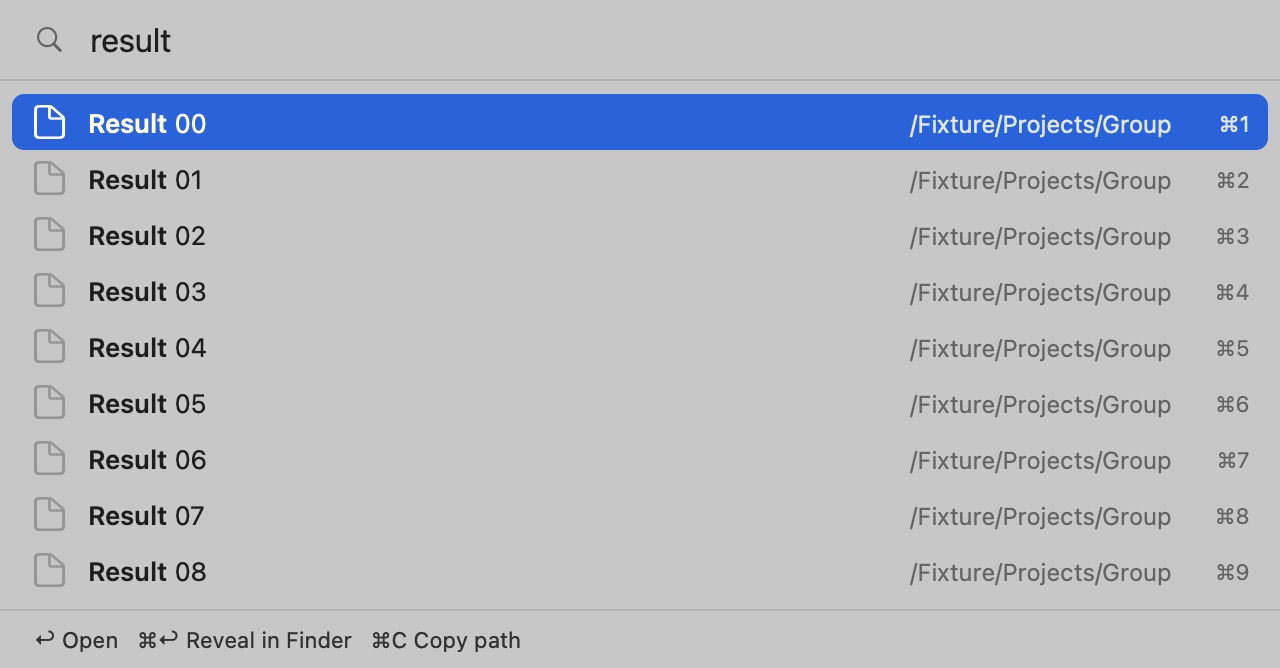 result
Result 00 /Fixture/Projects/Group ⌘1
Result 01 /Fixture/Projects/Group ⌘2
Result 02 /Fixture/Projects/Group ⌘3
Result 03 /Fixture/Projects/Group ⌘4
Result 04 /Fixture/Projects/Group ⌘5
Result 05 /Fixture/Projects/Group ⌘6
Result 06 /Fixture/Projects/Group ⌘7
Result 07 /Fixture/Projects/Group ⌘8
Result 08 /Fixture/Projects/Group ⌘9
↩ Open ⌘↩ Reveal in Finder ⌘C Copy path